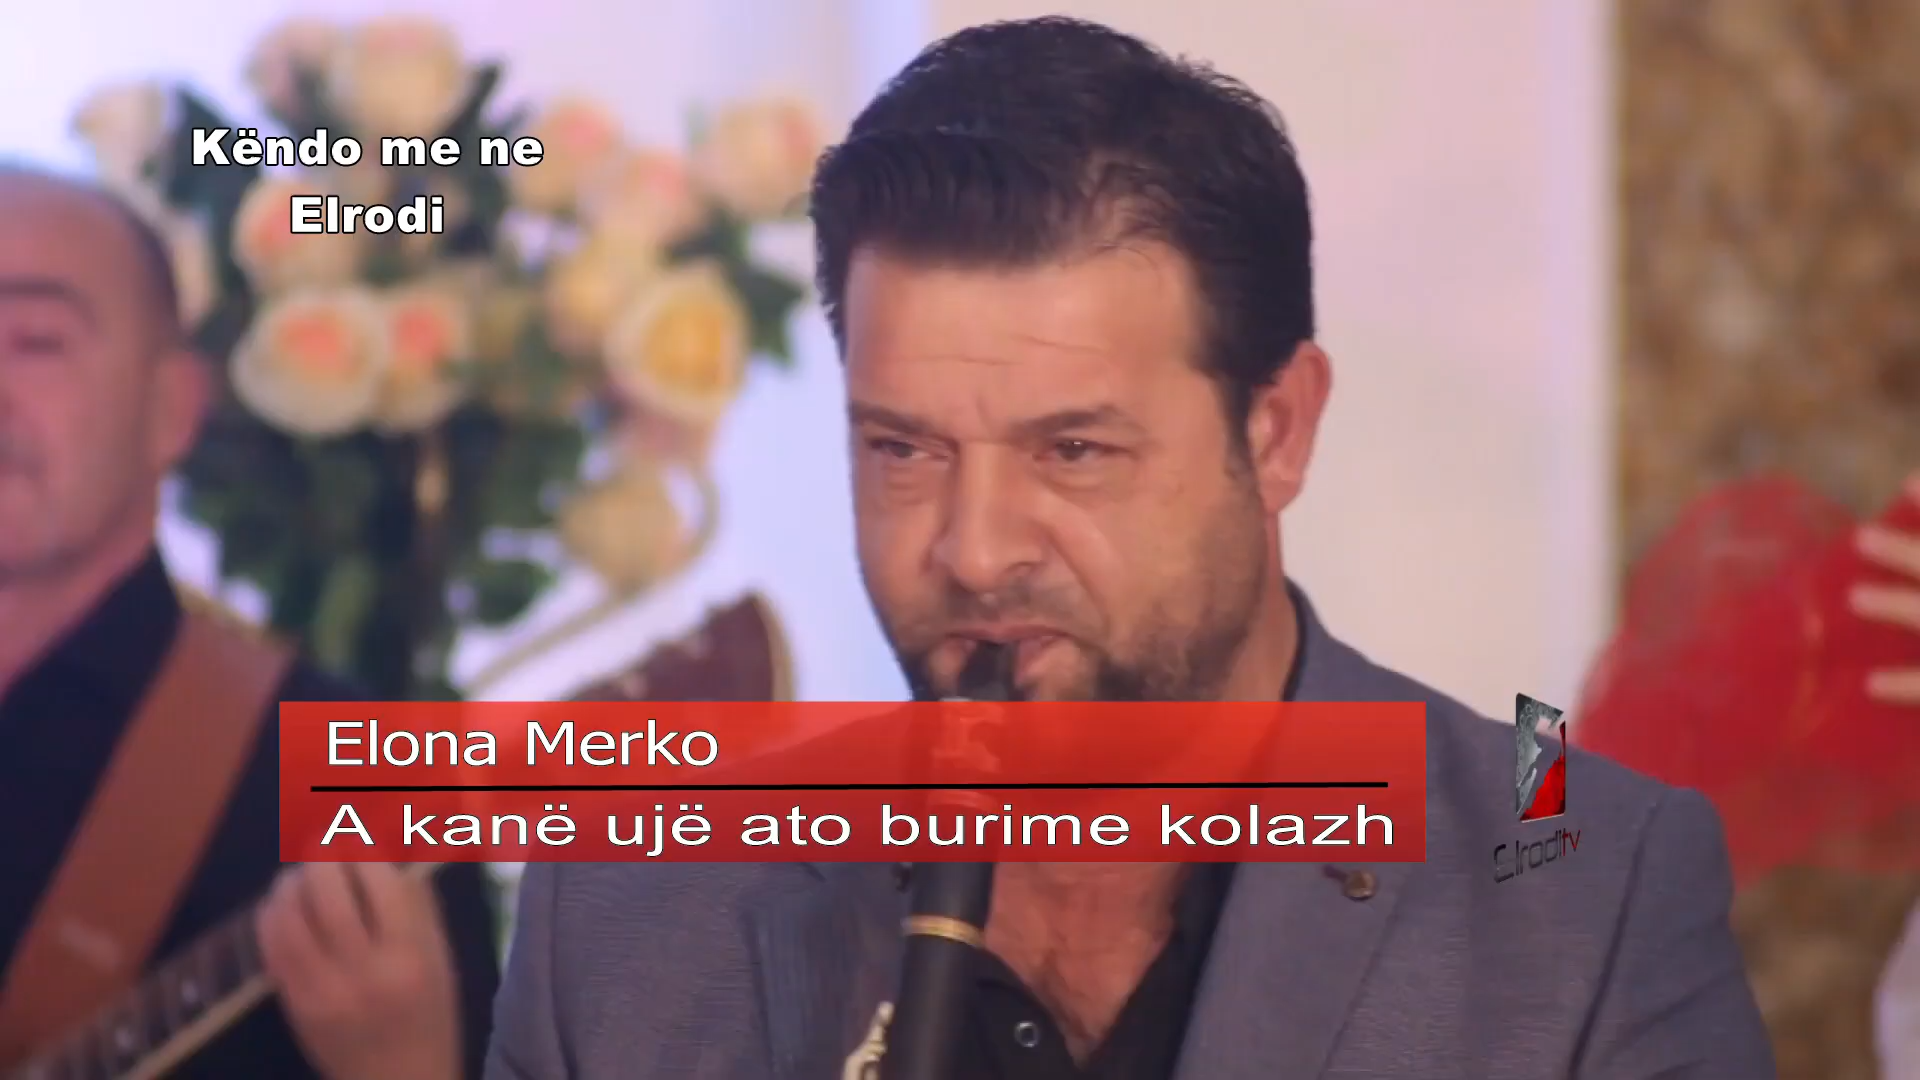 Këndo me ne
Elrodi
Elona Merko
A kanë ujë ato burime kolazh
Elroditv